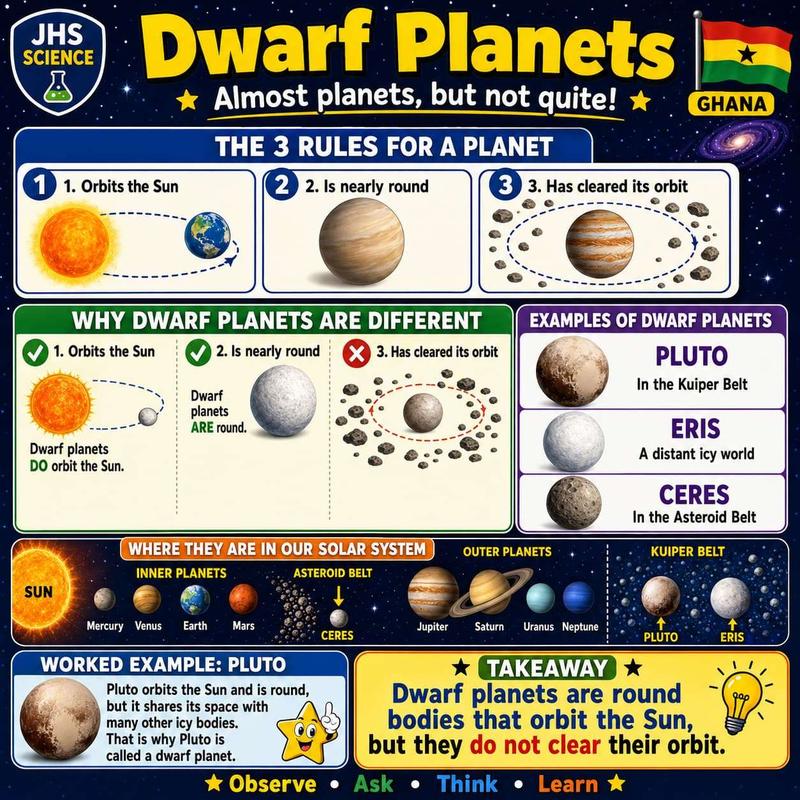 JHS
SCIENCE
Dwarf Planets
Almost planets, but not quite!
GHANA
THE 3 RULES FOR A PLANET
1 1. Orbits the Sun
2 2. Is nearly round
3 3. Has cleared its orbit
WHY DWARF PLANETS ARE DIFFERENT
1. Orbits the Sun
Dwarf planets
DO orbit the Sun.
2. Is nearly round
Dwarf
planets
ARE round.
3. Has cleared its orbit
EXAMPLES OF DWARF PLANETS
PLUTO
In the Kuiper Belt
ERIS
A distant icy world
CERES
In the Asteroid Belt
WHERE THEY ARE IN OUR SOLAR SYSTEM
SUN
INNER PLANETS
Mercury
Venus
Earth
Mars
ASTEROID BELT
CERES
OUTER PLANETS
Jupiter
Saturn
Uranus
Neptune
KUIPER BELT
PLUTO
ERIS
WORKED EXAMPLE: PLUTO
Pluto orbits the Sun and is round,
but it shares its space with
many other icy bodies.
That is why Pluto is
called a dwarf planet.
TAKEAWAY
Dwarf planets are round
bodies that orbit the Sun,
but they do not clear their orbit.
Observe • Ask • Think • Learn